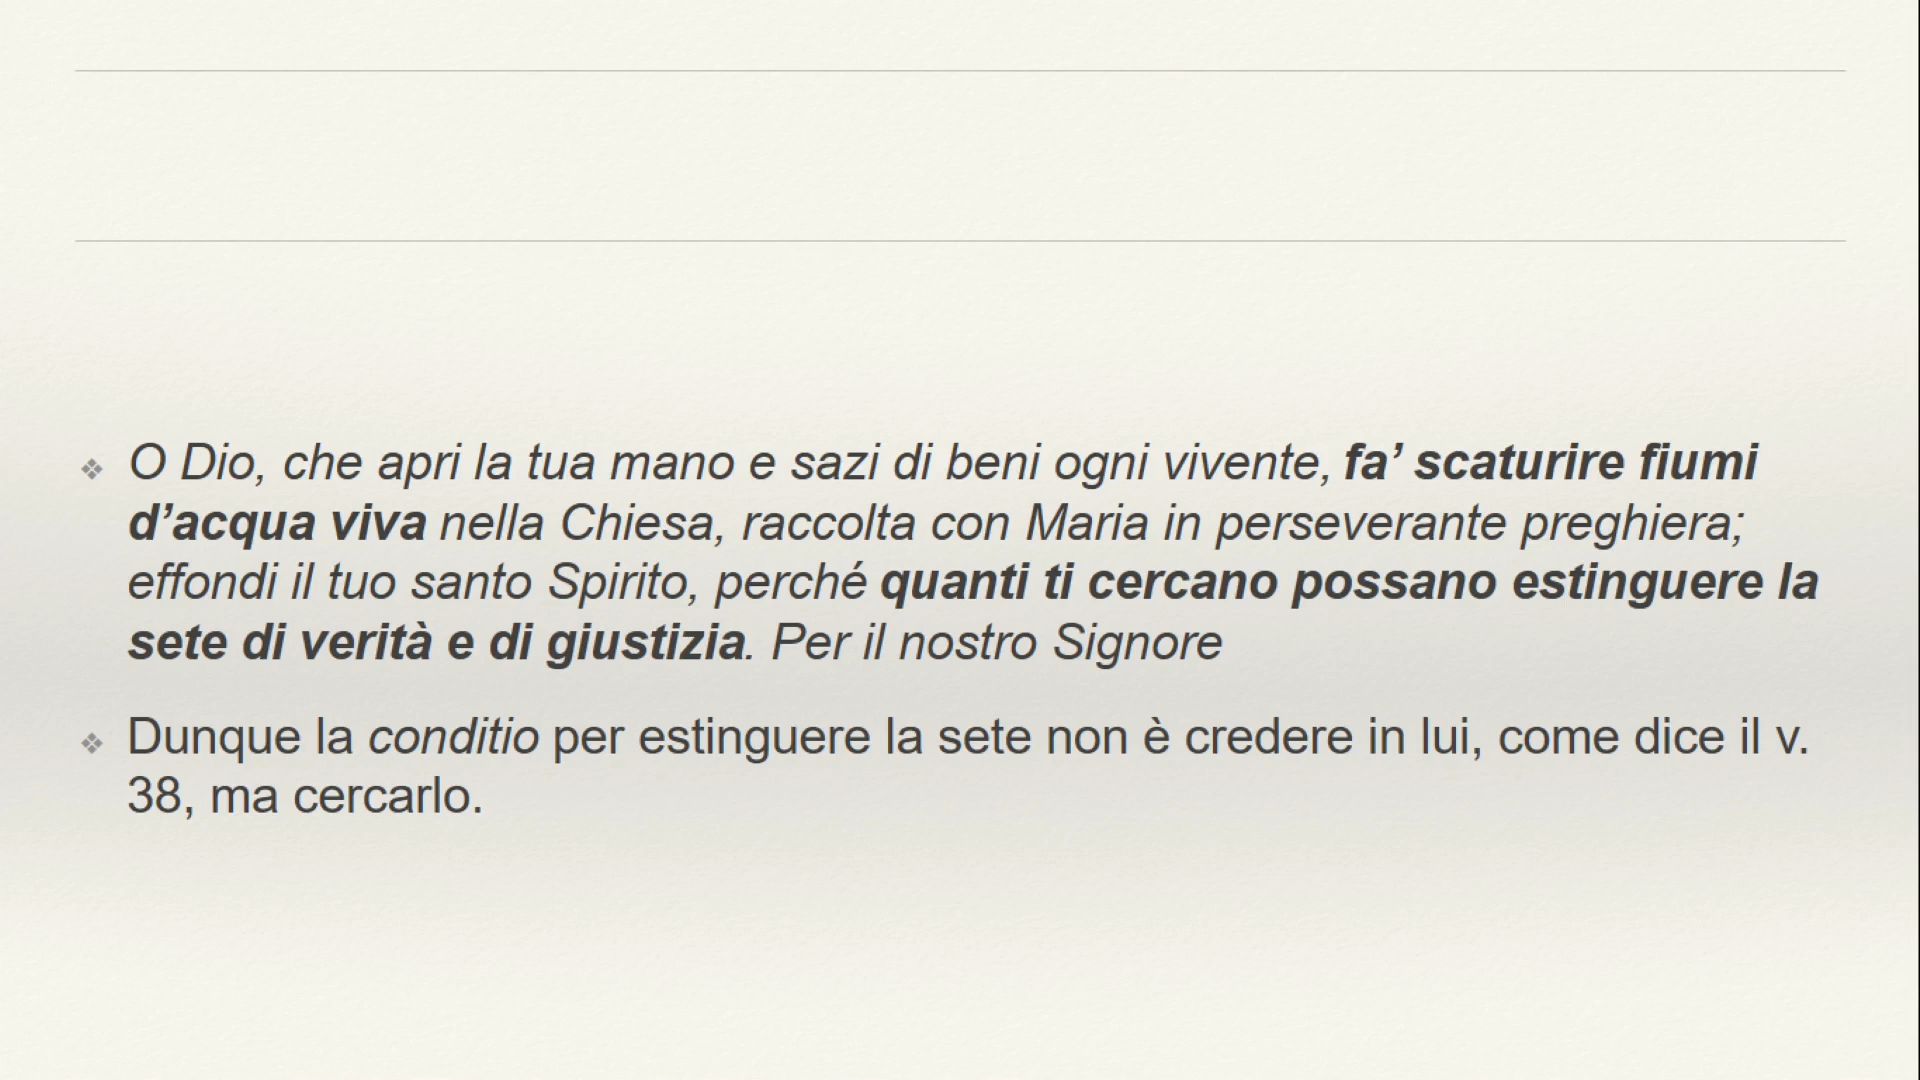 O Dio, che apri la tua mano e sazi di beni ogni vivente, fa’ scaturire fiumi
d’acqua viva nella Chiesa, raccolta con Maria in perseverante preghiera;
effondi il tuo santo Spirito, perché quanti ti cercano possano estinguere la
sete di verità e di giustizia. Per il nostro Signore
Dunque la conditio per estinguere la sete non è credere in lui, come dice il v.
38, ma cercarlo.